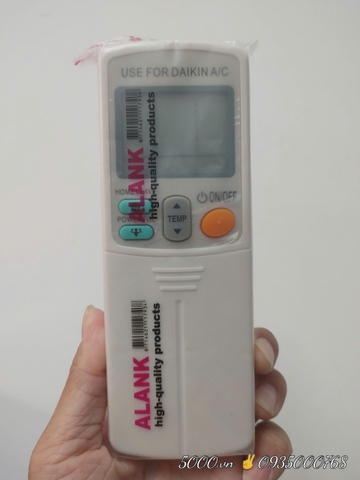 USE FOR DAIKIN A/C
ALANK
high-quality products
ON/OFF
TEMP
ALANK
high-quality products
5000.vn ✌ 0935000768